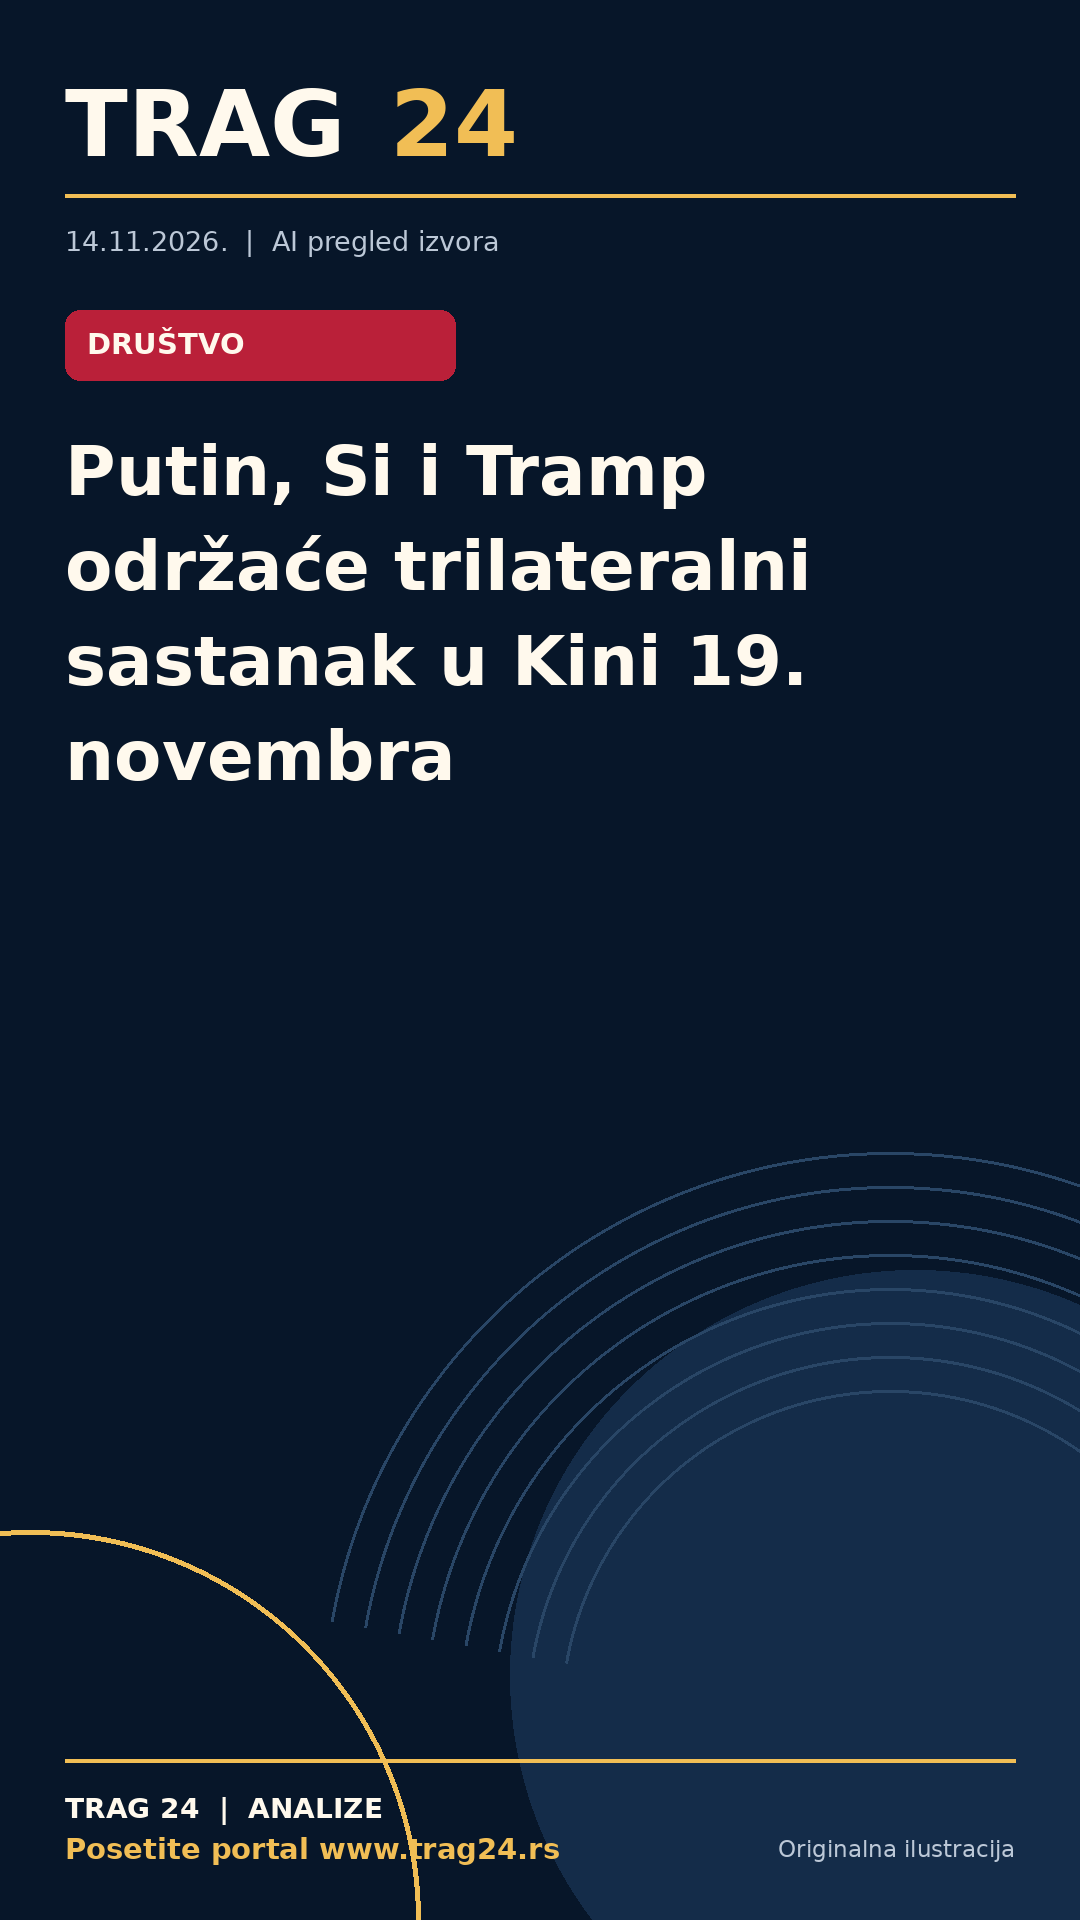 TRAG 24
14.11.2026. | AI pregled izvora
DRUŠTVO
Putin, Si i Tramp
održaće trilateralni
sastanak u Kini 19.
novembra
TRAG 24 | ANALIZE
Posetite portal www.trag24.rs
Originalna ilustracija